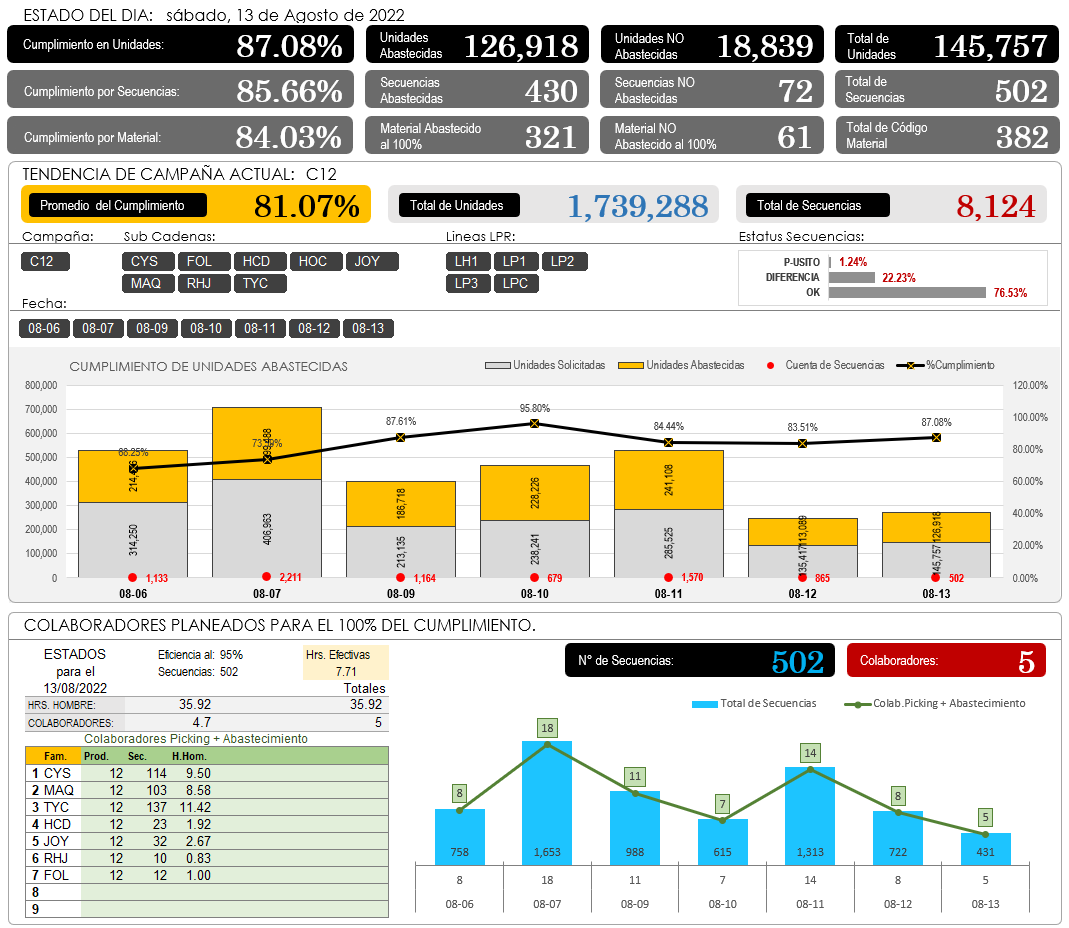 ESTADO DEL DIA: sábado, 13 de Agosto de 2022
Cumplimiento en Unidades: 87.08%
Unidades Abastecidas 126,918
Unidades NO Abastecidas 18,839
Total de Unidades 145,757
Cumplimiento por Secuencias: 85.66%
Secuencias Abastecidas 430
Secuencias NO Abastecidas 72
Total de Secuencias 502
Cumplimiento por Material: 84.03%
Material Abastecido al 100% 321
Material NO Abastecido al 100% 61
Total de Código Material 382
TENDENCIA DE CAMPAÑA ACTUAL: C12
Promedio del Cumplimiento 81.07%
Total de Unidades 1,739,288
Total de Secuencias 8,124
Campaña: Sub Cadenas: Lineas LPR: Estatus Secuencias:
C12 CYS FOL HCD HOC JOY LH1 LP1 LP2
MAQ RHJ TYC LP3 LPC
P-USITO 1.24%
DIFERENCIA 22.23%
OK 76.53%
Fecha:
08-06 08-07 08-09 08-10 08-11 08-12 08-13
CUMPLIMIENTO DE UNIDADES ABASTECIDAS
Unidades Solicitadas Unidades Abastecidas Cuenta de Secuencias %Cumplimiento
800,000 120.00%
700,000 100.00%
600,000 80.00%
500,000 60.00%
400,000 40.00%
300,000 20.00%
200,000 0.00%
100,000
0
68.25% 87.61% 95.80% 84.44% 83.51% 87.08%
186,718 228,226 241,108 113,089 126,918
314,250 406,963 213,135 238,241 285,525 135,417 145,757
1,133 2,211 1,164 679 1,570 865 502
08-06 08-07 08-09 08-10 08-11 08-12 08-13
COLABORADORES PLANEADOS PARA EL 100% DEL CUMPLIMIENTO.
ESTADOS para el 13/08/2022
Eficiencia al: 95%
Secuencias: 502
Hrs. Efectivas
7.71
Totales
HRS. HOMBRE: 35.92 35.92
COLABORADORES: 4.7 5
Colaboradores Picking + Abastecimiento
Fam. Prod. Sec. H.Hom.
1 CYS 12 114 9.50
2 MAQ 12 103 8.58
3 TYC 12 137 11.42
4 HCD 12 23 1.92
5 JOY 12 32 2.67
6 RHJ 12 10 0.83
7 FOL 12 12 1.00
8
9
N° de Secuencias: 502
Colaboradores: 5
Total de Secuencias Colab.Picking + Abastecimiento
8 18 11 7 14 8 5
758 1,653 988 615 1,313 722 431
8 18 11 7 14 8 5
08-06 08-07 08-09 08-10 08-11 08-12 08-13